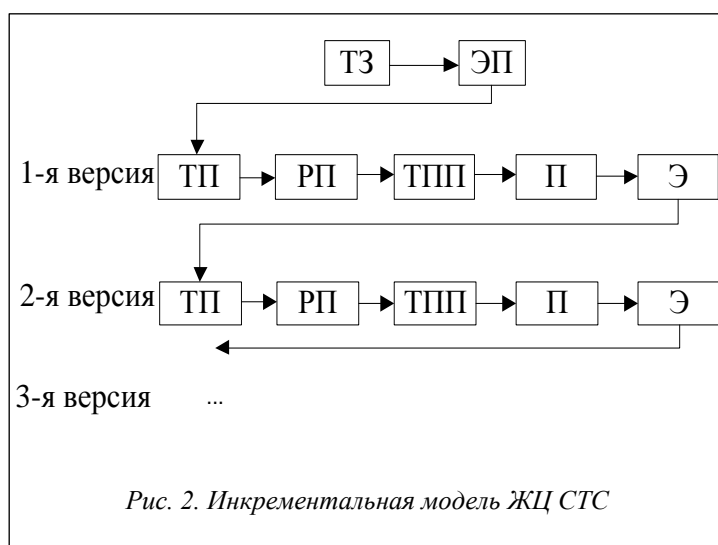 ТЗ ЭП
1-я версия ТП РП ТПП П Э
2-я версия ТП РП ТПП П Э
3-я версия ...
Рис. 2. Инкрементальная модель ЖЦ СТС